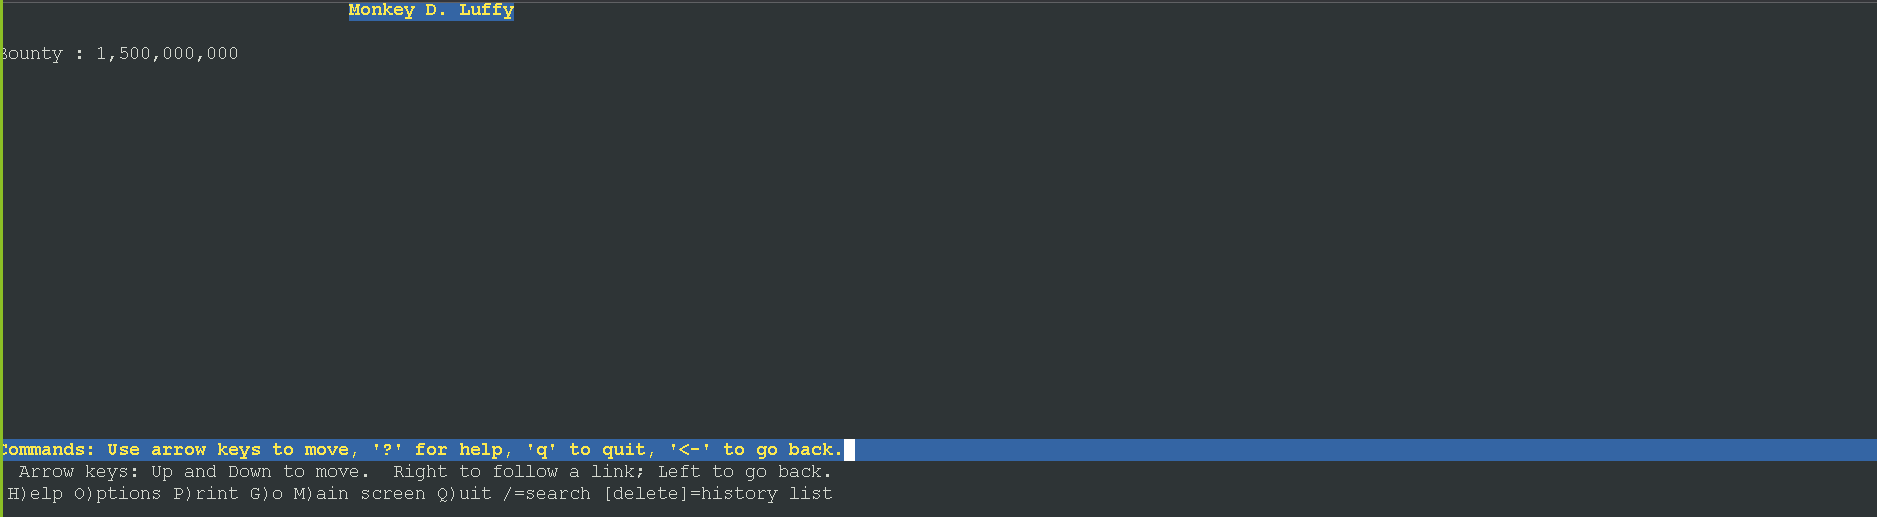 Monkey D. Luffy
Bounty : 1,500,000,000
Commands: Use arrow keys to move, '?' for help, 'q' to quit, '<-' to go back.
Arrow keys: Up and Down to move.  Right to follow a link; Left to go back.
H)elp O)ptions P)rint G)o M)ain screen Q)uit /=search [delete]=history list